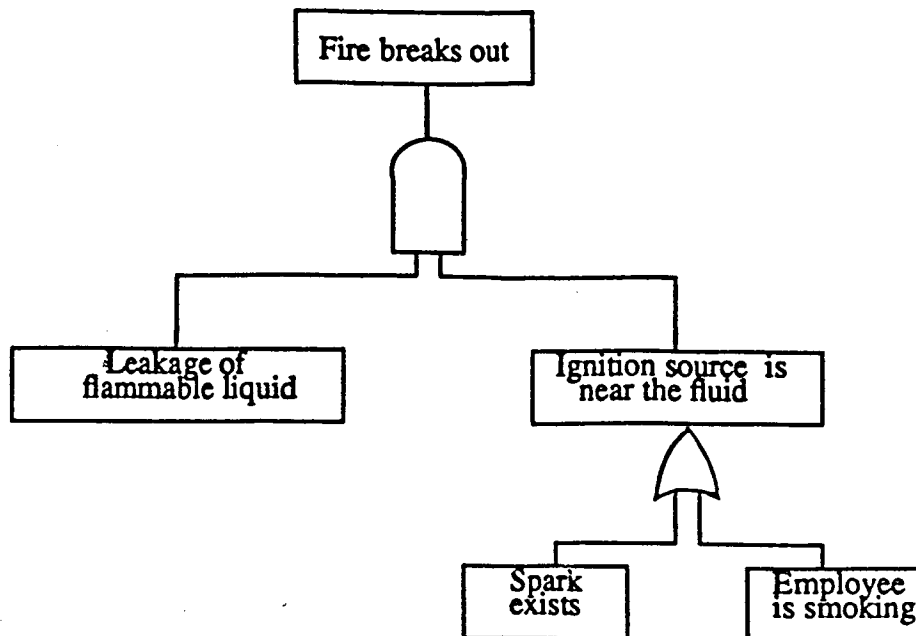 Fire breaks out
Leakage of
flammable liquid
Ignition source is
near the fluid
Spark
exists
Employee
is smoking